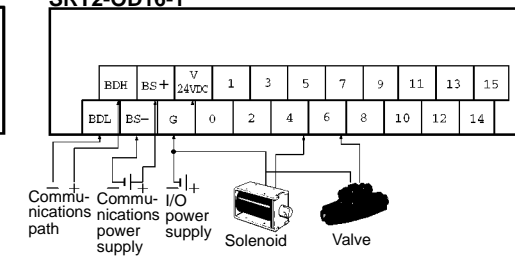 SRT2-OD16-1
BDH BS+ V 24VDC 1 3 5 7 9 11 13 15
BDL BS− G 0 2 4 6 8 10 12 14
− + − + − +
Commu-
nications
path
Commu-
nications
power
supply
I/O
power
supply
Solenoid
Valve